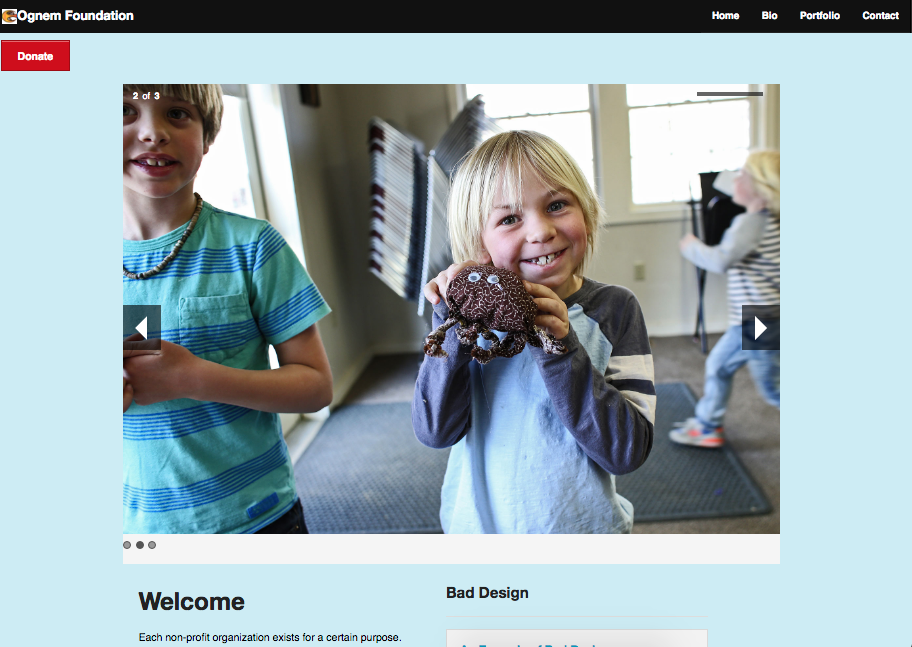 Ognem Foundation
Home Bio Portfolio Contact
Donate
2 of 3
Welcome
Each non-profit organization exists for a certain purpose.
Bad Design